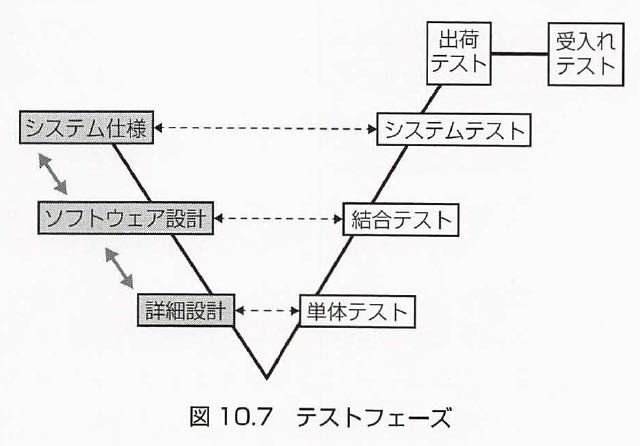 出荷
テスト
受入れ
テスト
システム仕様
システムテスト
ソフトウェア設計
結合テスト
詳細設計
単体テスト
図 10.7　テストフェーズ